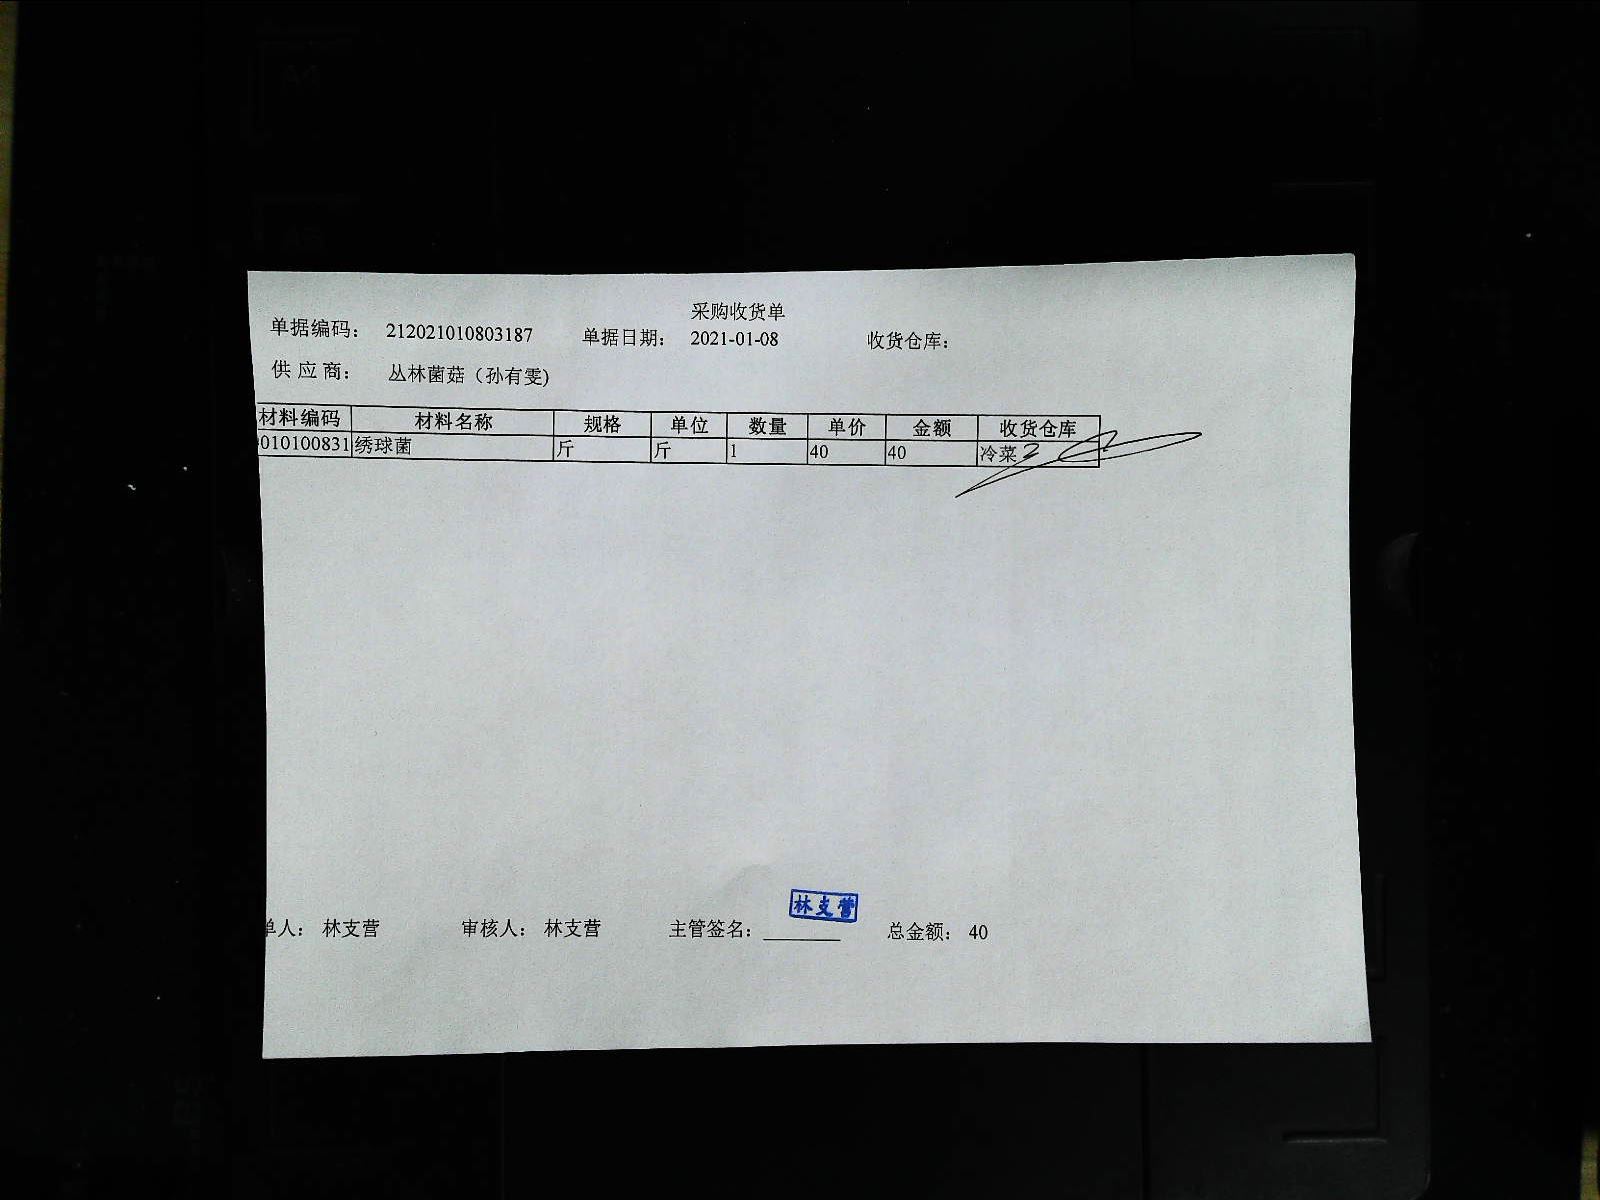 采购收货单
单据编码： 212021010803187 单据日期： 2021-01-08 收货仓库：
供 应 商： 丛林菌菇（孙有雯)
材料编码 材料名称 规格 单位 数量 单价 金额 收货仓库
010100831 绣球菌 斤 斤 1 40 40 冷菜
林支营
单人： 林支营 审核人： 林支营 主管签名：________ 总金额： 40